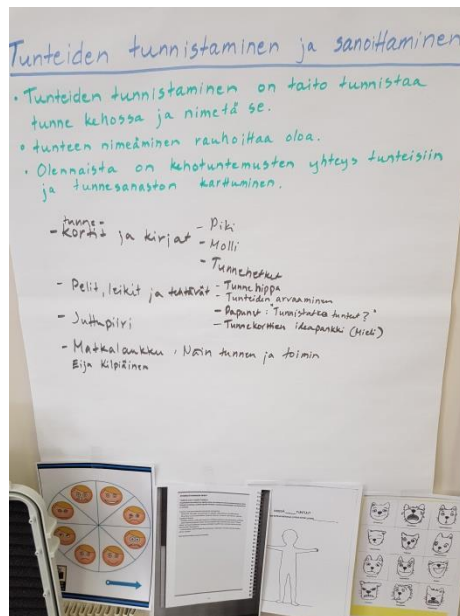 Tunteiden tunnistaminen ja sanoittaminen
• Tunteiden tunnistaminen on taito tunnistaa
tunne kehossa ja nimetä se.
• tunteen nimeäminen rauhoittaa oloa.
• Olennaista on kehotuntemusten yhteys tunteisiin
ja tunnesanaston karttuminen.
tunne-
- kortit ja kirjat - Piki
- Molli
- Tunnehetket
- Pelit, leikit ja tehtävät - Tunnehippa
- Tunteiden arvaaminen
- Papunet: "Tunnistatko tunteet?"
- Tunnekorttien ideapankki (Mieli)
- Juttupilvi
- Matkalaukku, Näin tunnen ja toimin
Eija Kilpiäinen